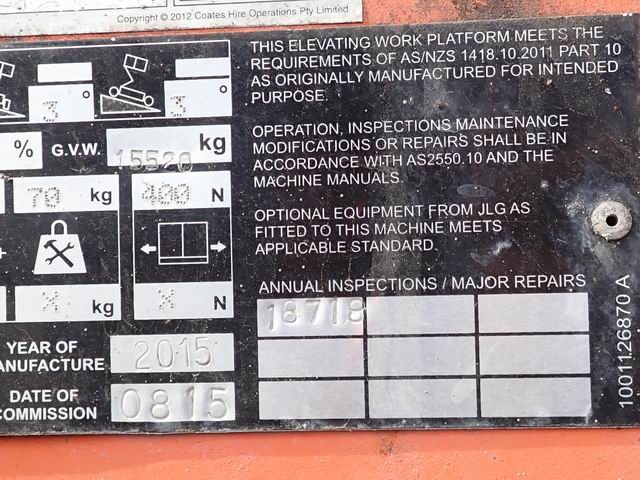 Copyright © 2012 Coates Hire Operations Pty Limited
THIS ELEVATING WORK PLATFORM MEETS THE
REQUIREMENTS OF AS/NZS 1418.10.2011 PART 10
AS ORIGINALLY MANUFACTURED FOR INTENDED
PURPOSE.
3 ° 3 °
% G.V.W. 15520 kg
OPERATION, INSPECTIONS MAINTENANCE
MODIFICATIONS OR REPAIRS SHALL BE IN
ACCORDANCE WITH AS2550.10 AND THE
MACHINE MANUALS.
70 kg 400 N
OPTIONAL EQUIPMENT FROM JLG AS
FITTED TO THIS MACHINE MEETS
APPLICABLE STANDARD.
X kg X N
ANNUAL INSPECTIONS / MAJOR REPAIRS
18718
YEAR OF
ANUFACTURE 2015
DATE OF
COMMISSION 0815
1001126870 A